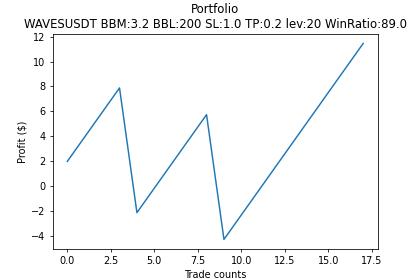 Portfolio
WAVESUSDT BBM:3.2 BBL:200 SL:1.0 TP:0.2 lev:20 WinRatio:89.0
12
10
8
6
4
2
0
−2
−4
Profit ($)
0.0 2.5 5.0 7.5 10.0 12.5 15.0 17.5
Trade counts